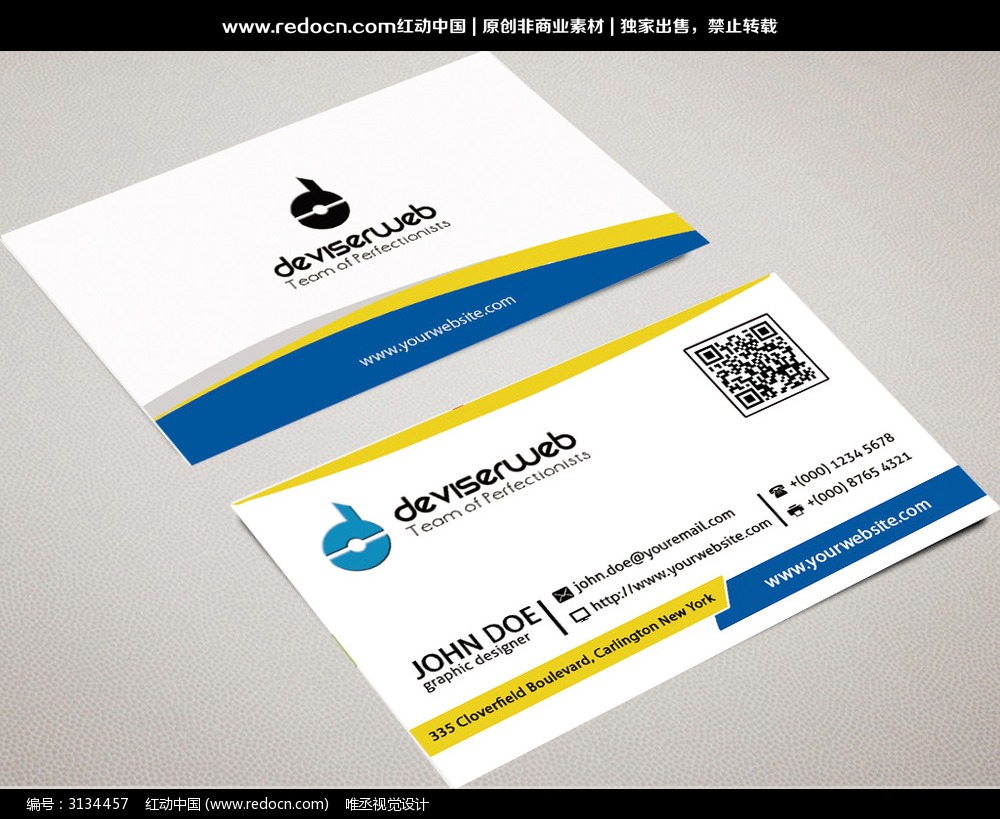 www.redocn.com红动中国 | 原创非商业素材 | 独家出售，禁止转载
deviserweb
Team of Perfectionists
www.yourwebsite.com
deviserweb
Team of Perfectionists
+(000) 1234 5678
+(000) 8765 4321
john.doe@youremail.com
http://www.yourwebsite.com
www.yourwebsite.com
JOHN DOE
graphic designer
335 Cloverfield Boulevard, Carlington New York
编号：3134457 红动中国 (www.redocn.com) 唯丞视觉设计